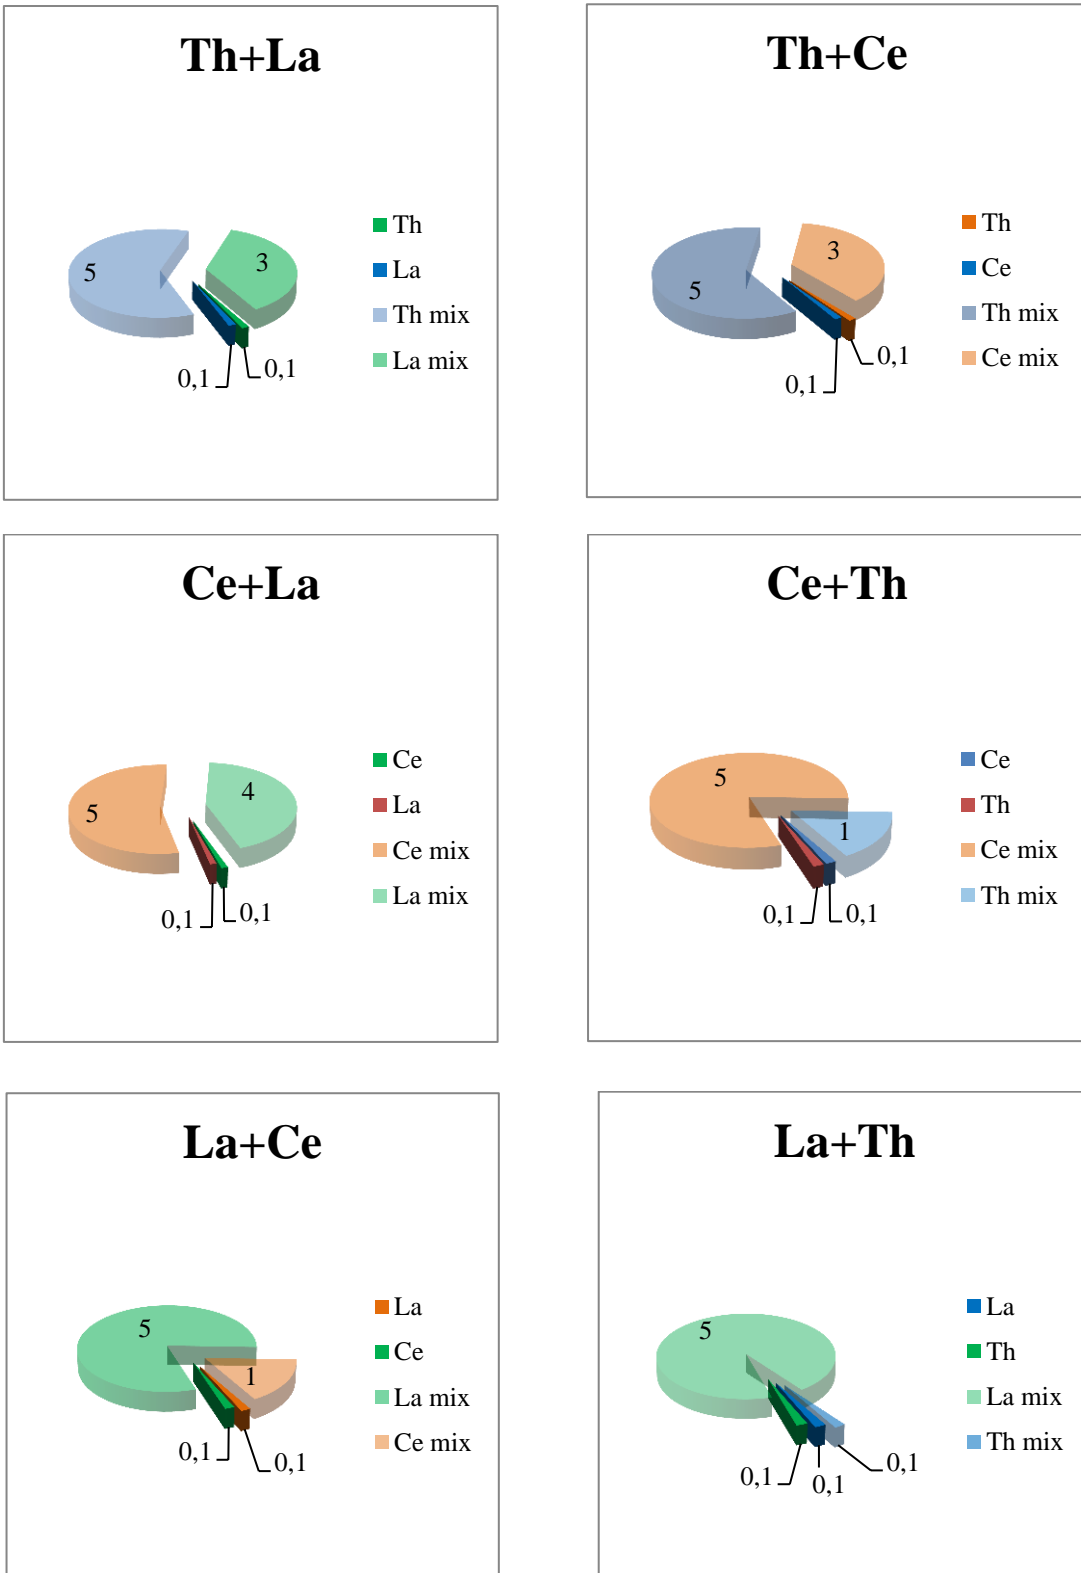 Th+La
5
3
0,1
0,1
Th
La
Th mix
La mix
Th+Ce
5
3
0,1
0,1
Th
Ce
Th mix
Ce mix
Ce+La
5
4
0,1
0,1
Ce
La
Ce mix
La mix
Ce+Th
5
1
0,1
0,1
Ce
Th
Ce mix
Th mix
La+Ce
5
1
0,1
0,1
La
Ce
La mix
Ce mix
La+Th
5
0,1
0,1
0,1
La
Th
La mix
Th mix